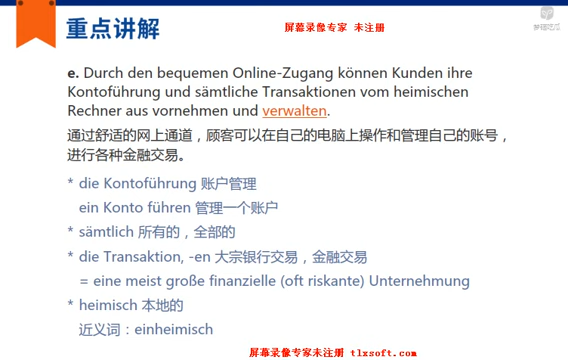 重点讲解
屏幕录像专家 未注册
e. Durch den bequemen Online-Zugang können Kunden ihre
Kontoführung und sämtliche Transaktionen vom heimischen
Rechner aus vornehmen und verwalten.
通过舒适的网上通道，顾客可以在自己的电脑上操作和管理自己的账号，
进行各种金融交易。
* die Kontoführung 账户管理
ein Konto führen 管理一个账户
* sämtlich 所有的，全部的
* die Transaktion, -en 大宗银行交易，金融交易
= eine meist große finanzielle (oft riskante) Unternehmung
* heimisch 本地的
近义词：einheimisch
屏幕录像专家未注册 tlxsoft.com